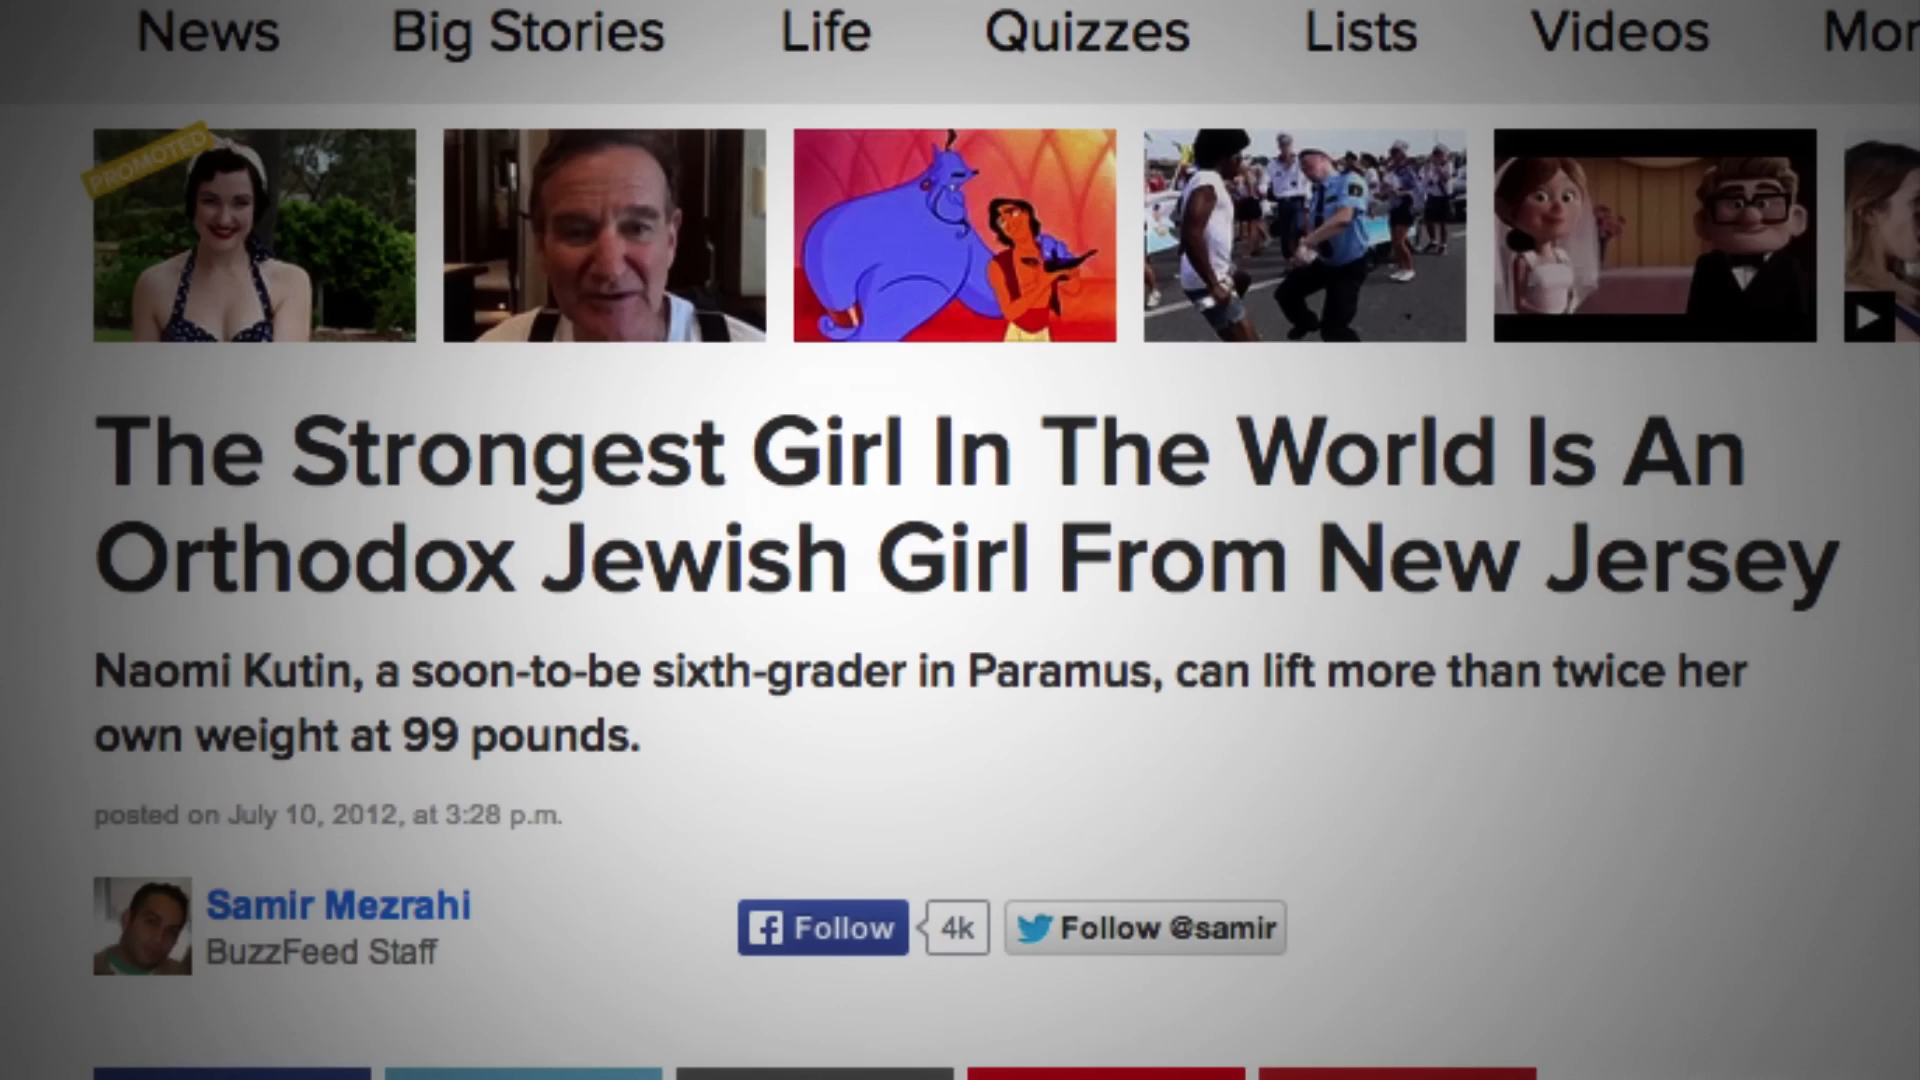 News Big Stories Life Quizzes Lists Videos
PROMOTED
The Strongest Girl In The World Is An
Orthodox Jewish Girl From New Jersey
Naomi Kutin, a soon-to-be sixth-grader in Paramus, can lift more than twice her
own weight at 99 pounds.
posted on July 10, 2012, at 3:28 p.m.
Samir Mezrahi
BuzzFeed Staff
Follow 4k Follow @samir